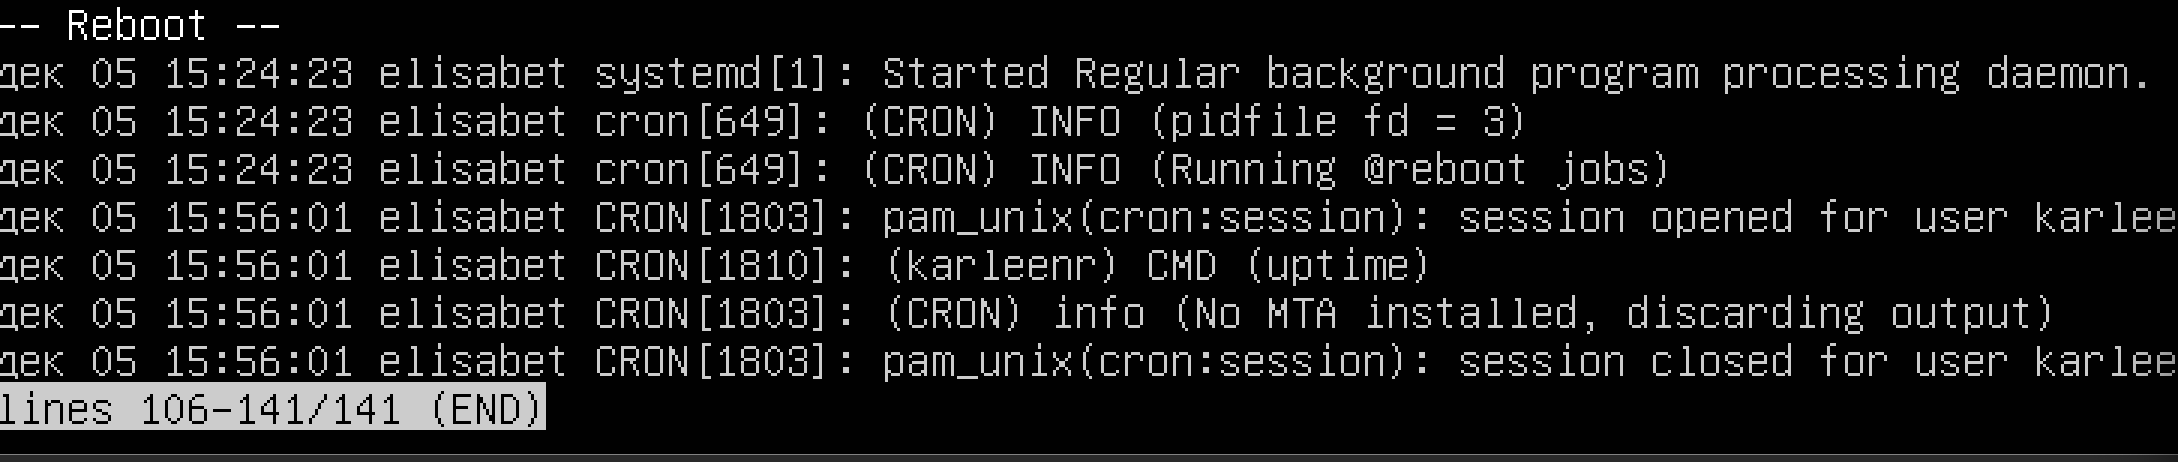 -- Reboot --
дек 05 15:24:23 elisabet systemd[1]: Started Regular background program processing daemon.
дек 05 15:24:23 elisabet cron[649]: (CRON) INFO (pidfile fd = 3)
дек 05 15:24:23 elisabet cron[649]: (CRON) INFO (Running @reboot jobs)
дек 05 15:56:01 elisabet CRON[1803]: pam_unix(cron:session): session opened for user karlee
дек 05 15:56:01 elisabet CRON[1810]: (karleenr) CMD (uptime)
дек 05 15:56:01 elisabet CRON[1803]: (CRON) info (No MTA installed, discarding output)
дек 05 15:56:01 elisabet CRON[1803]: pam_unix(cron:session): session closed for user karlee
lines 106-141/141 (END)